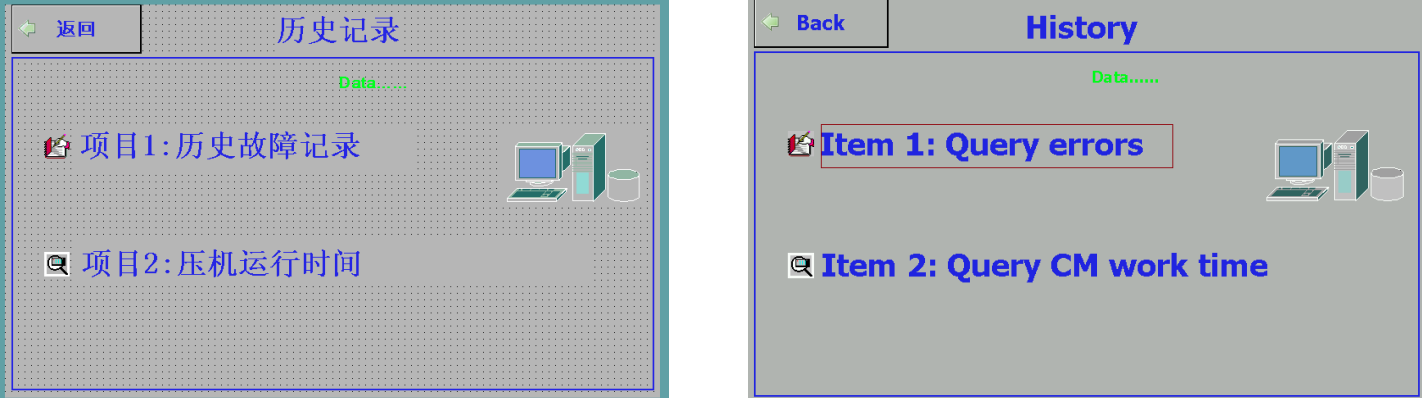 返回
历史记录
Data......
项目1:历史故障记录
项目2:压机运行时间
Back
History
Data......
Item 1: Query errors
Item 2: Query CM work time